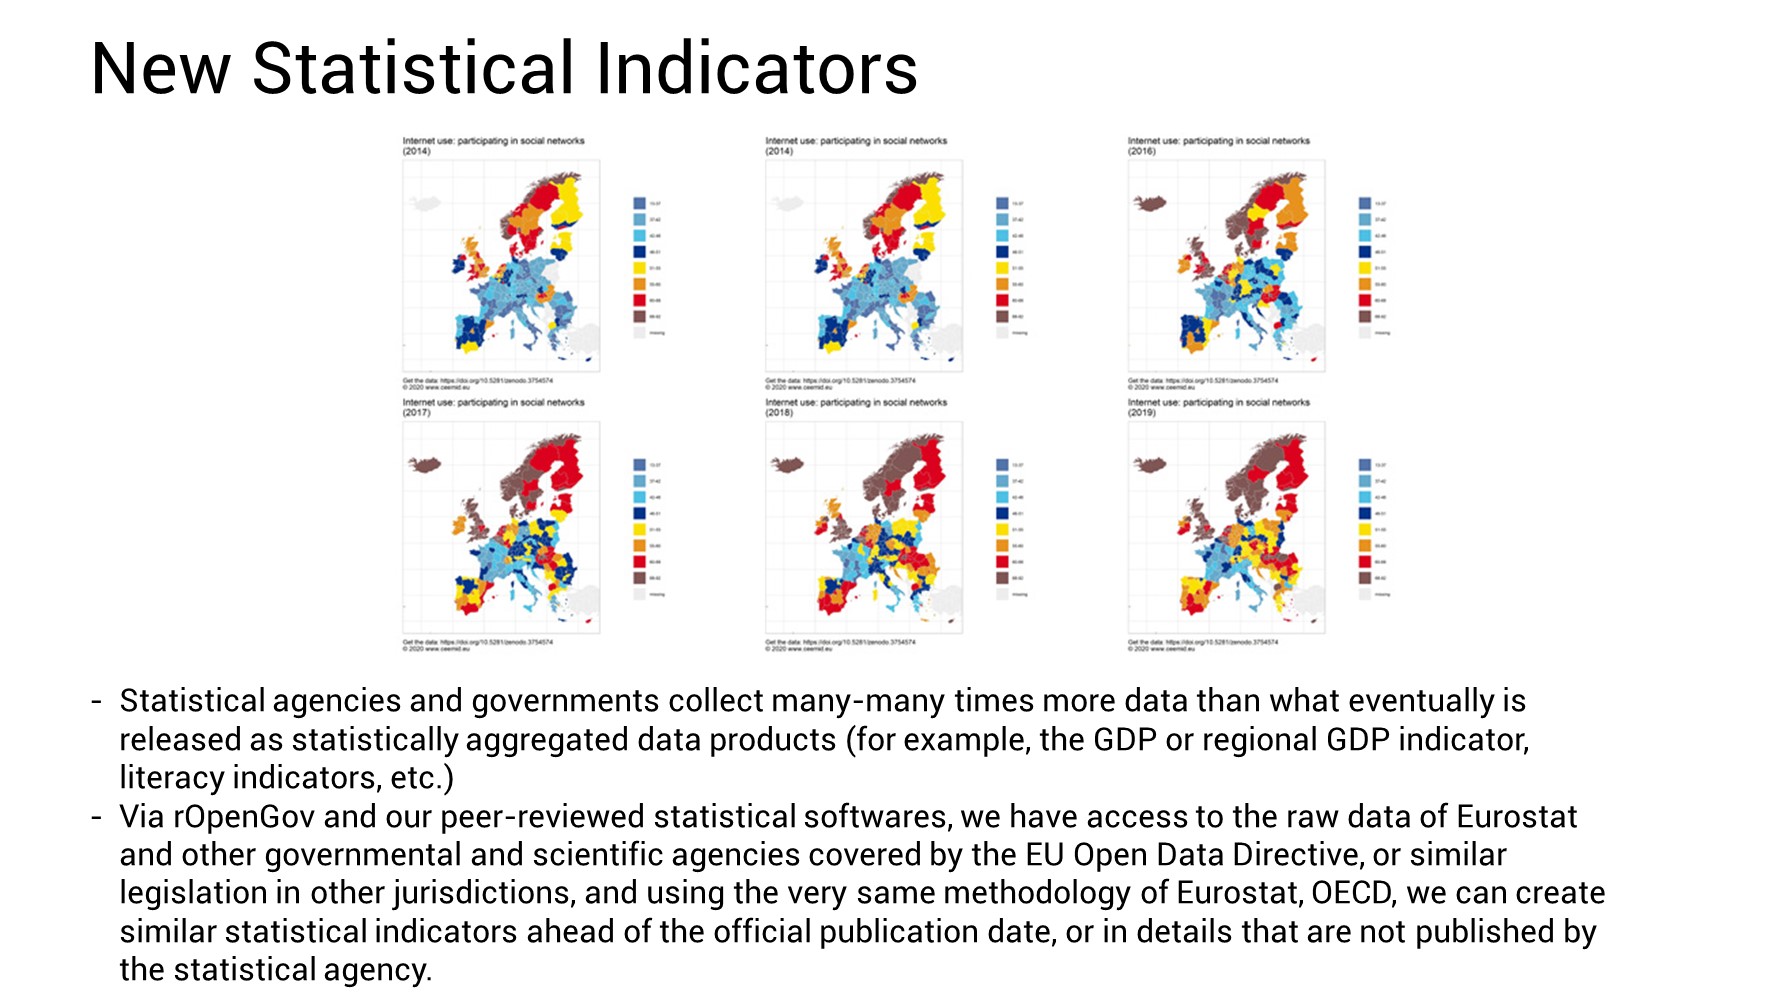 New Statistical Indicators
Internet use: participating in social networks
(2014)
Internet use: participating in social networks
(2014)
Internet use: participating in social networks
(2016)
missing
missing
missing
Get the data: https://doi.org/10.5281/zenodo.3754574
© 2020 www.ceemid.eu
Get the data: https://doi.org/10.5281/zenodo.3754574
© 2020 www.ceemid.eu
Get the data: https://doi.org/10.5281/zenodo.3754574
© 2020 www.ceemid.eu
Internet use: participating in social networks
(2017)
Internet use: participating in social networks
(2018)
Internet use: participating in social networks
(2019)
missing
missing
missing
Get the data: https://doi.org/10.5281/zenodo.3754574
© 2020 www.ceemid.eu
Get the data: https://doi.org/10.5281/zenodo.3754574
© 2020 www.ceemid.eu
Get the data: https://doi.org/10.5281/zenodo.3754574
© 2020 www.ceemid.eu
- Statistical agencies and governments collect many-many times more data than what eventually is
released as statistically aggregated data products (for example, the GDP or regional GDP indicator,
literacy indicators, etc.)
- Via rOpenGov and our peer-reviewed statistical softwares, we have access to the raw data of Eurostat
and other governmental and scientific agencies covered by the EU Open Data Directive, or similar
legislation in other jurisdictions, and using the very same methodology of Eurostat, OECD, we can create
similar statistical indicators ahead of the official publication date, or in details that are not published by
the statistical agency.